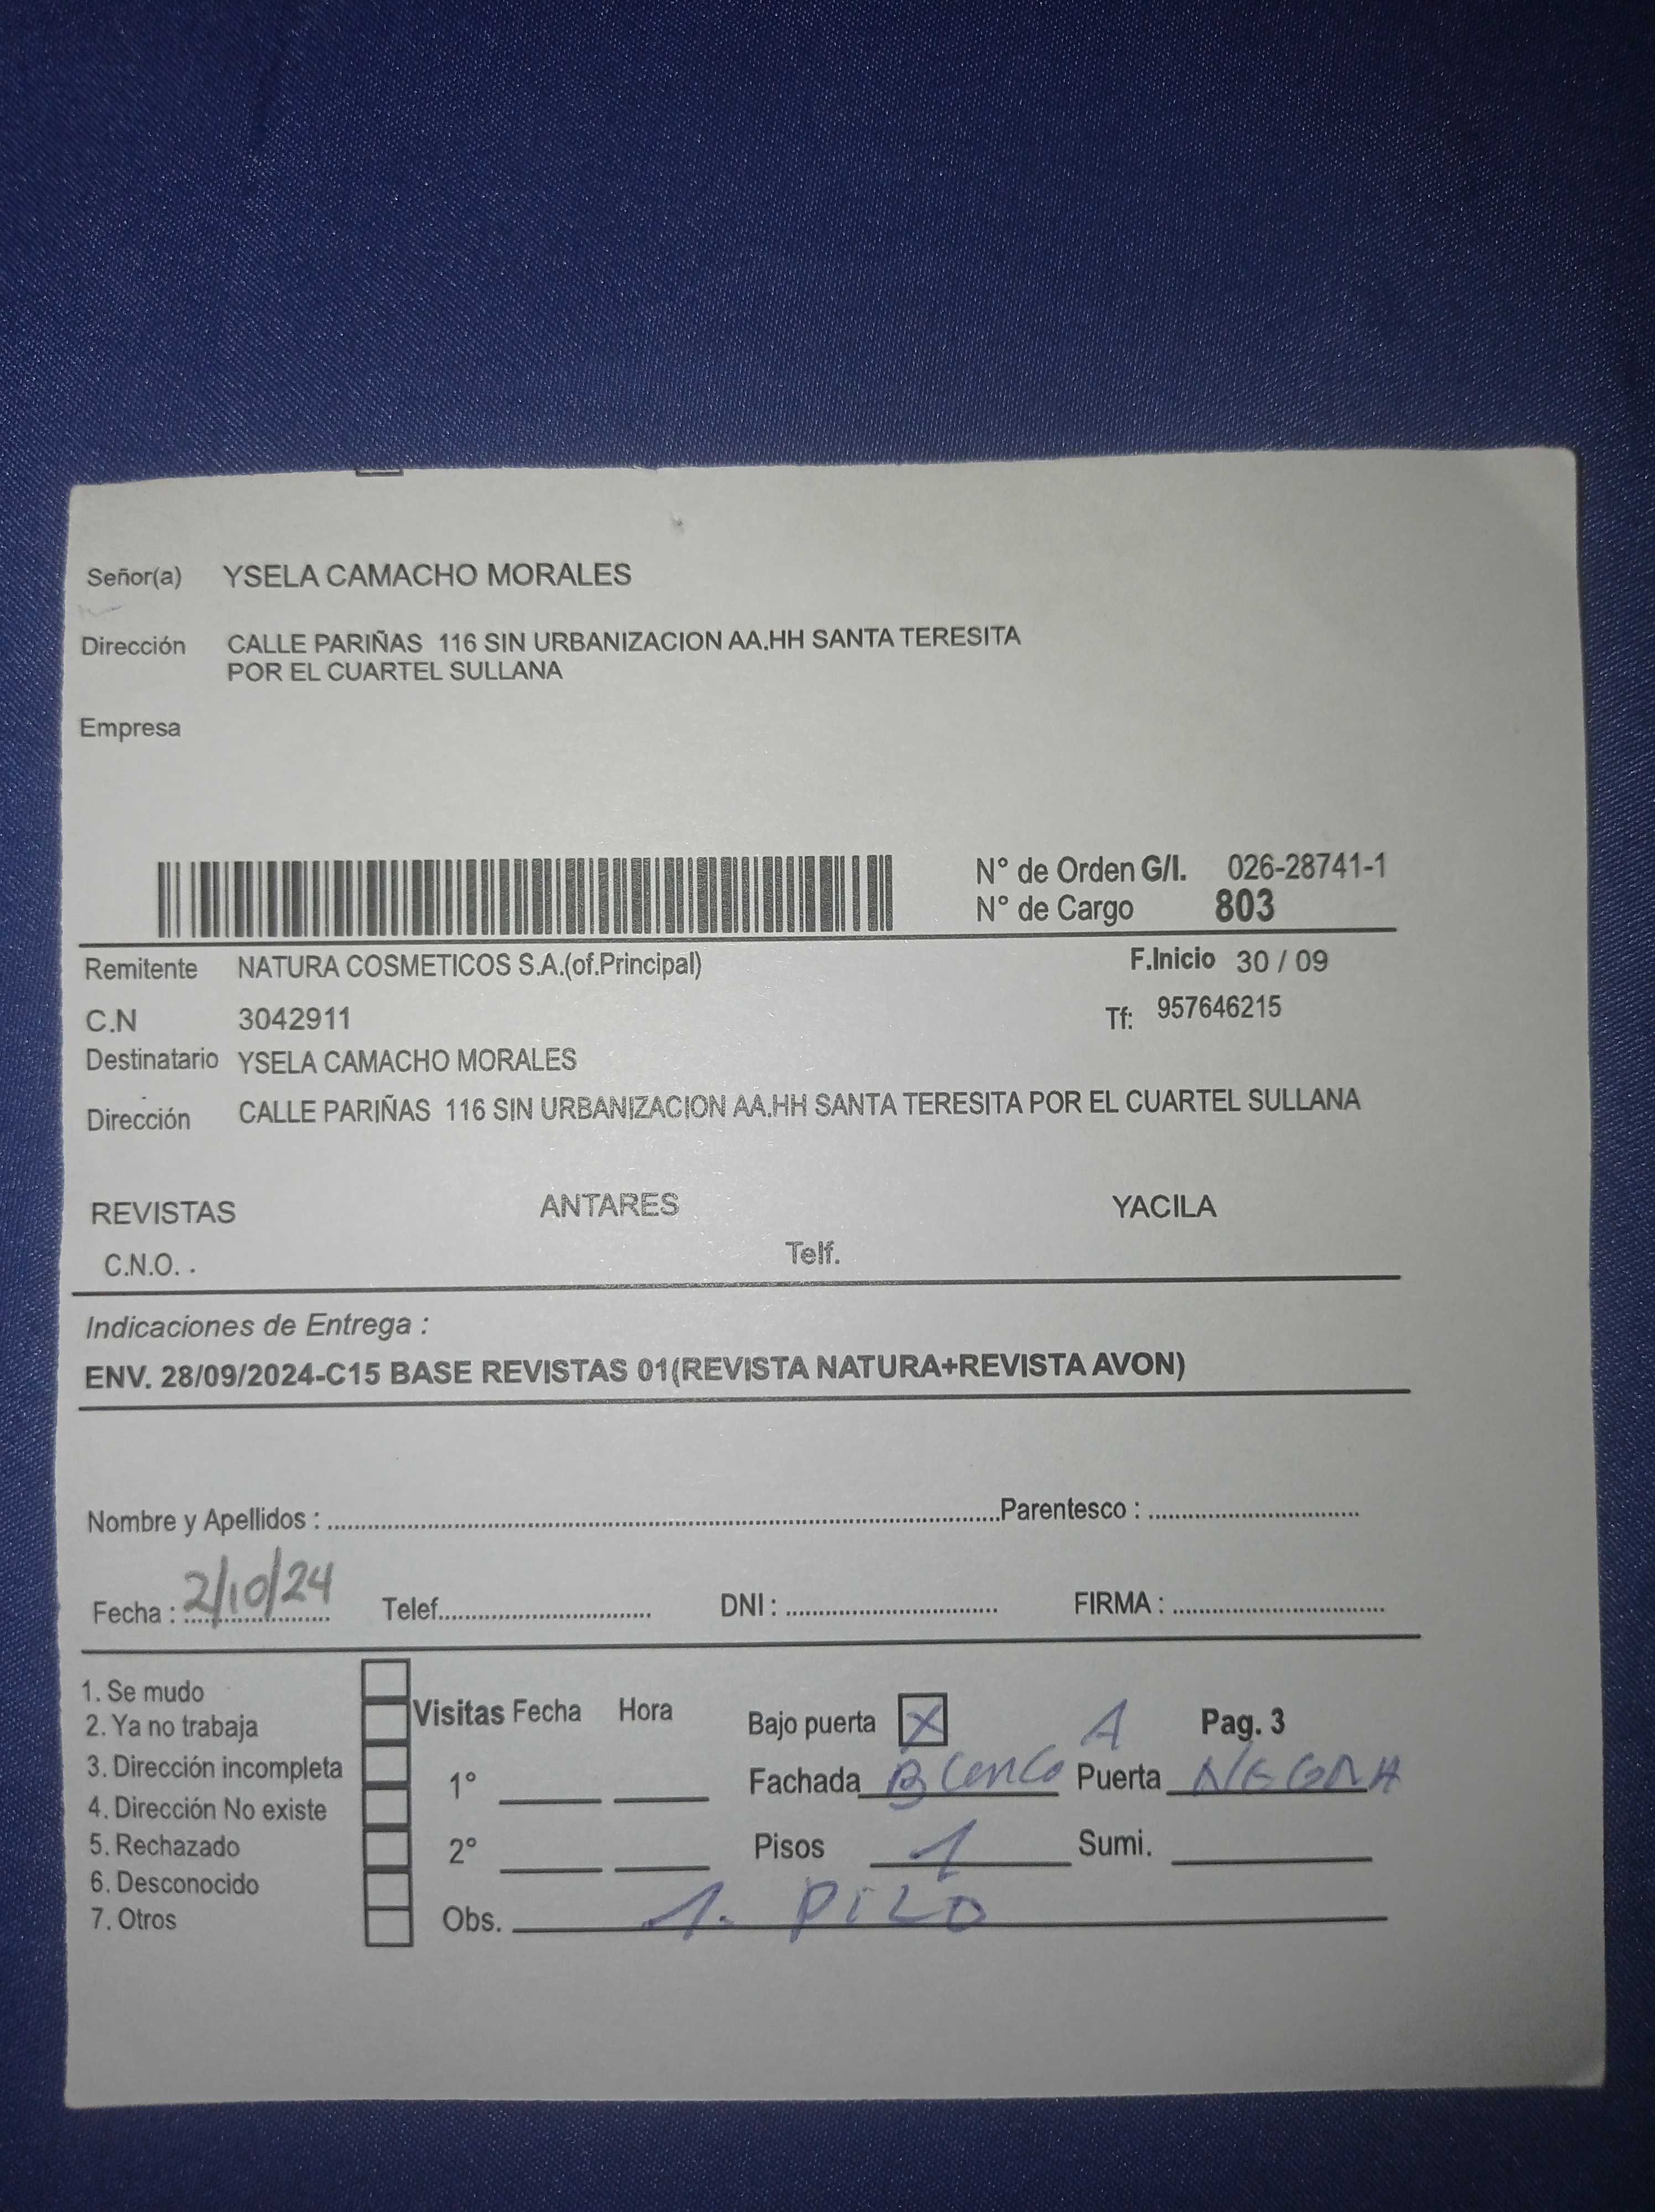 Señor(a) YSELA CAMACHO MORALES
Dirección CALLE PARIÑAS 116 SIN URBANIZACION AA.HH SANTA TERESITA
POR EL CUARTEL SULLANA
Empresa
N° de Orden G/I. 026-28741-1
N° de Cargo 803
Remitente NATURA COSMETICOS S.A.(of.Principal) F.Inicio 30 / 09
C.N 3042911 Tf: 957646215
Destinatario YSELA CAMACHO MORALES
Dirección CALLE PARIÑAS 116 SIN URBANIZACION AA.HH SANTA TERESITA POR EL CUARTEL SULLANA
REVISTAS ANTARES YACILA
C.N.O. . Telf.
Indicaciones de Entrega :
ENV. 28/09/2024-C15 BASE REVISTAS 01(REVISTA NATURA+REVISTA AVON)
Nombre y Apellidos : Parentesco :
Fecha : 2/10/24 Telef. DNI : FIRMA :
1. Se mudo
2. Ya no trabaja
3. Dirección incompleta
4. Dirección No existe
5. Rechazado
6. Desconocido
7. Otros
Visitas Fecha Hora
1°
2°
Bajo puerta X A Pag. 3
Fachada Blanco Puerta NEGRA
Pisos 1 Sumi.
Obs. 1. PISO